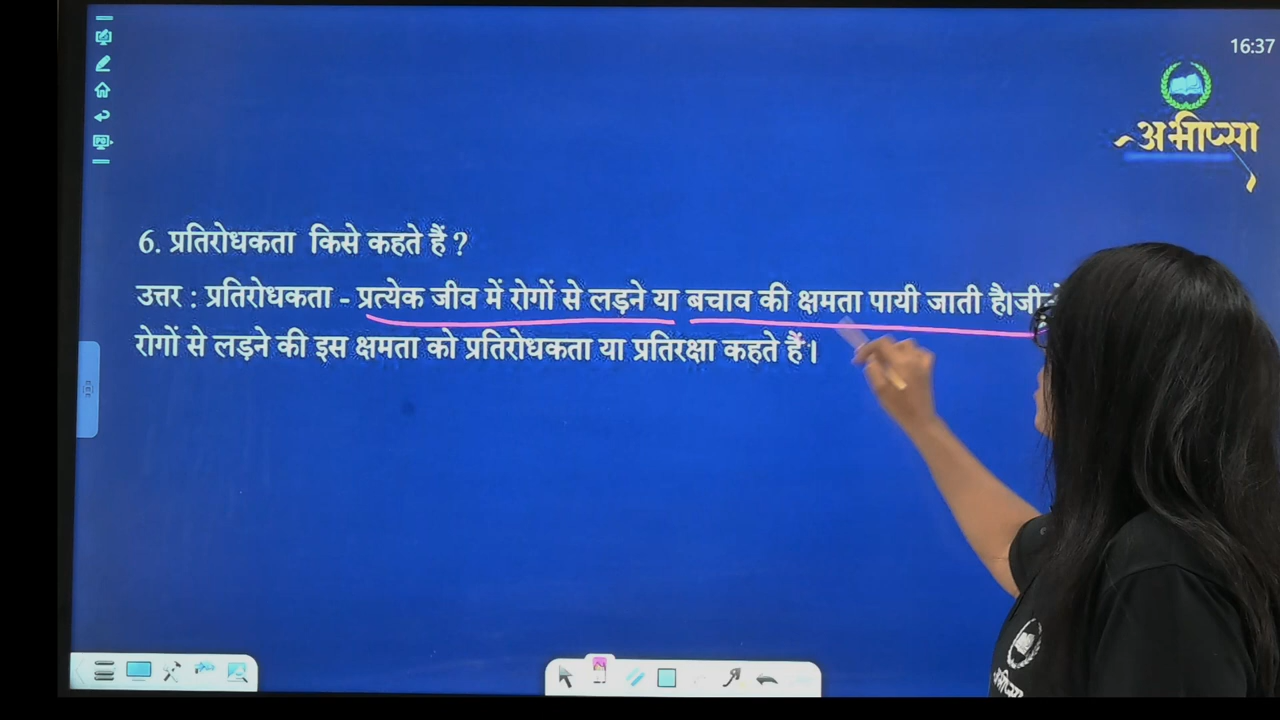 16:37
अभीप्सा
6. प्रतिरोधकता किसे कहते हैं ?
उत्तर : प्रतिरोधकता - प्रत्येक जीव में रोगों से लड़ने या बचाव की क्षमता पायी जाती है।
रोगों से लड़ने की इस क्षमता को प्रतिरोधकता या प्रतिरक्षा कहते हैं ।
अभीप्सा